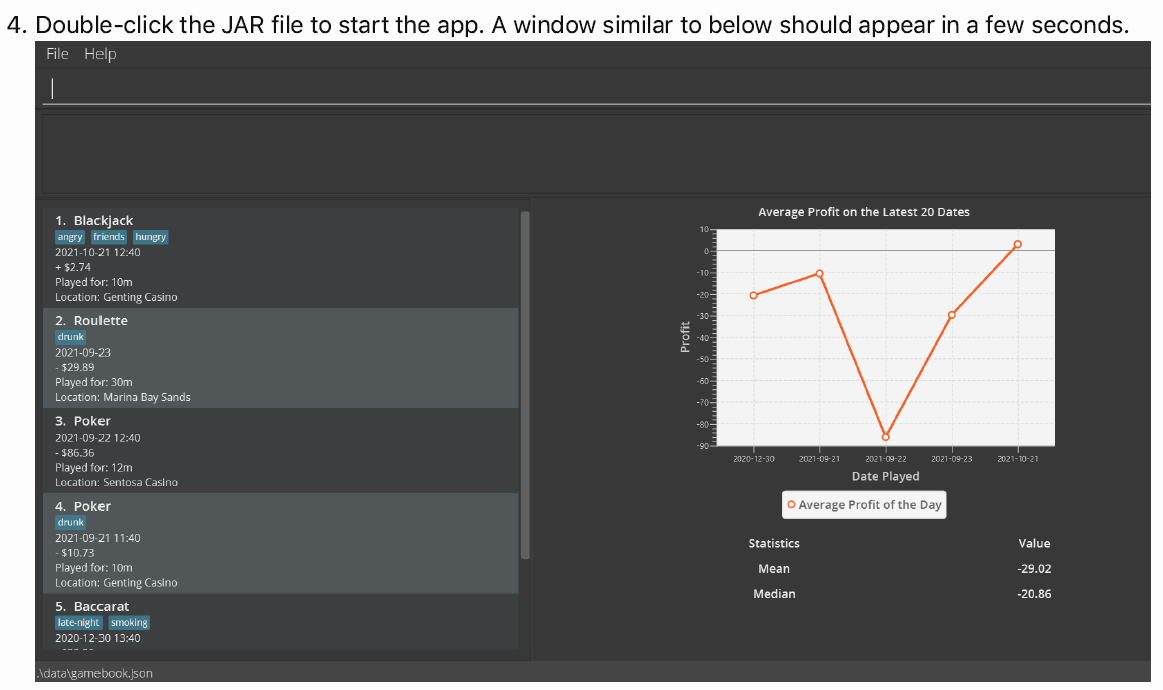 4. Double-click the JAR file to start the app. A window similar to below should appear in a few seconds.
File Help
1. Blackjack
angry friends hungry
2021-10-21 12:40
+ $2.74
Played for: 10m
Location: Genting Casino
2. Roulette
drunk
2021-09-23
- $29.89
Played for: 30m
Location: Marina Bay Sands
3. Poker
2021-09-22 12:40
- $86.36
Played for: 12m
Location: Sentosa Casino
4. Poker
drunk
2021-09-21 11:40
- $10.73
Played for: 10m
Location: Genting Casino
5. Baccarat
late-night smoking
2020-12-30 13:40
Average Profit on the Latest 20 Dates
Profit
10
0
-10
-20
-30
-40
-50
-60
-70
-80
-90
2020-12-30 2021-09-21 2021-09-22 2021-09-23 2021-10-21
Date Played
Average Profit of the Day
Statistics Value
Mean -29.02
Median -20.86
.\data\gamebook.json